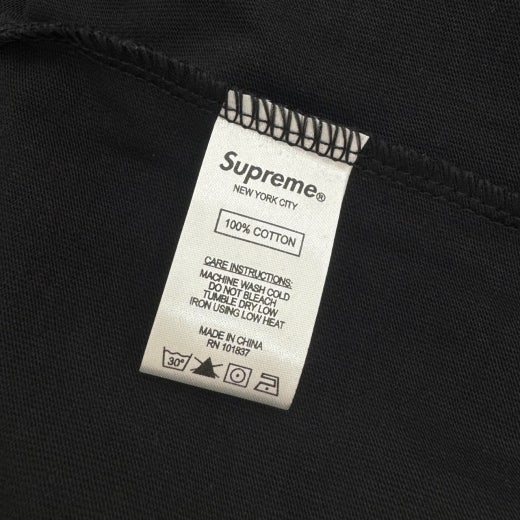 Supreme®
NEW YORK CITY
100% COTTON
CARE INSTRUCTIONS:
MACHINE WASH COLD
DO NOT BLEACH
TUMBLE DRY LOW
IRON USING LOW HEAT
MADE IN CHINA
RN 101837
30°